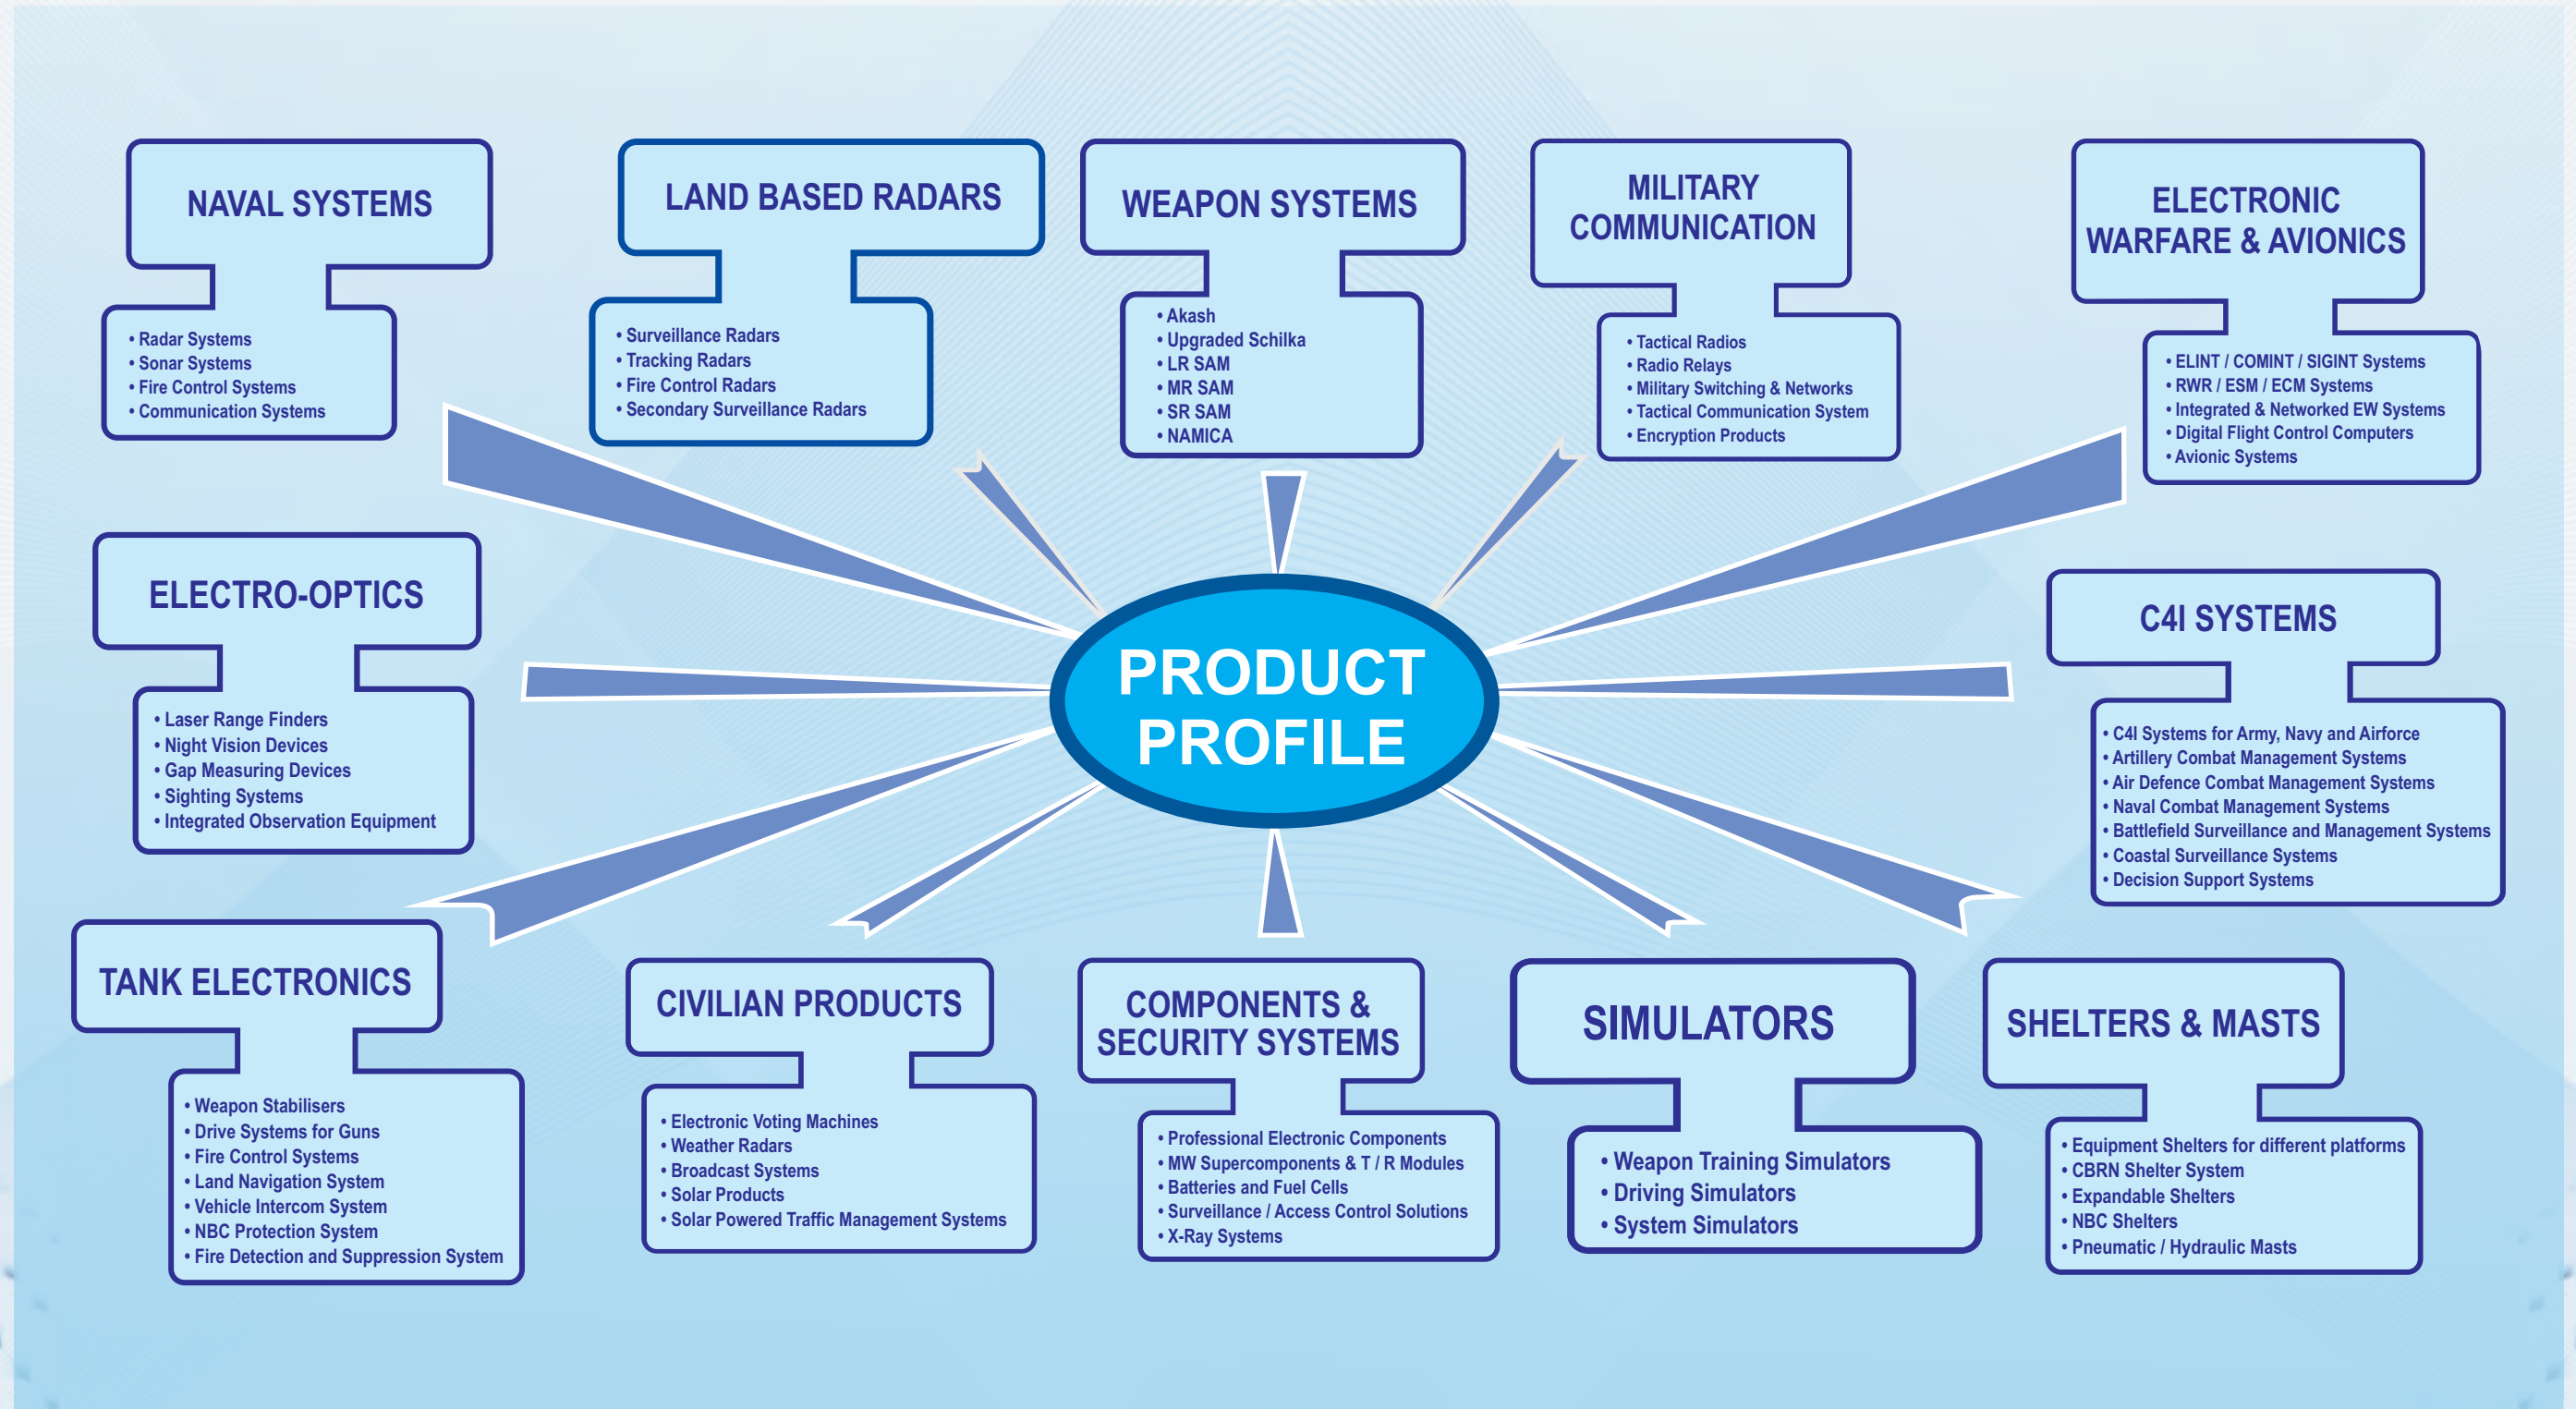 NAVAL SYSTEMS
• Radar Systems
• Sonar Systems
• Fire Control Systems
• Communication Systems
LAND BASED RADARS
• Surveillance Radars
• Tracking Radars
• Fire Control Radars
• Secondary Surveillance Radars
WEAPON SYSTEMS
• Akash
• Upgraded Schilka
• LR SAM
• MR SAM
• SR SAM
• NAMICA
MILITARY
COMMUNICATION
• Tactical Radios
• Radio Relays
• Military Switching & Networks
• Tactical Communication System
• Encryption Products
ELECTRONIC
WARFARE & AVIONICS
• ELINT / COMINT / SIGINT Systems
• RWR / ESM / ECM Systems
• Integrated & Networked EW Systems
• Digital Flight Control Computers
• Avionic Systems
ELECTRO-OPTICS
• Laser Range Finders
• Night Vision Devices
• Gap Measuring Devices
• Sighting Systems
• Integrated Observation Equipment
PRODUCT
PROFILE
C4I SYSTEMS
• C4I Systems for Army, Navy and Airforce
• Artillery Combat Management Systems
• Air Defence Combat Management Systems
• Naval Combat Management Systems
• Battlefield Surveillance and Management Systems
• Coastal Surveillance Systems
• Decision Support Systems
TANK ELECTRONICS
• Weapon Stabilisers
• Drive Systems for Guns
• Fire Control Systems
• Land Navigation System
• Vehicle Intercom System
• NBC Protection System
• Fire Detection and Suppression System
CIVILIAN PRODUCTS
• Electronic Voting Machines
• Weather Radars
• Broadcast Systems
• Solar Products
• Solar Powered Traffic Management Systems
COMPONENTS &
SECURITY SYSTEMS
• Professional Electronic Components
• MW Supercomponents & T / R Modules
• Batteries and Fuel Cells
• Surveillance / Access Control Solutions
• X-Ray Systems
SIMULATORS
• Weapon Training Simulators
• Driving Simulators
• System Simulators
SHELTERS & MASTS
• Equipment Shelters for different platforms
• CBRN Shelter System
• Expandable Shelters
• NBC Shelters
• Pneumatic / Hydraulic Masts